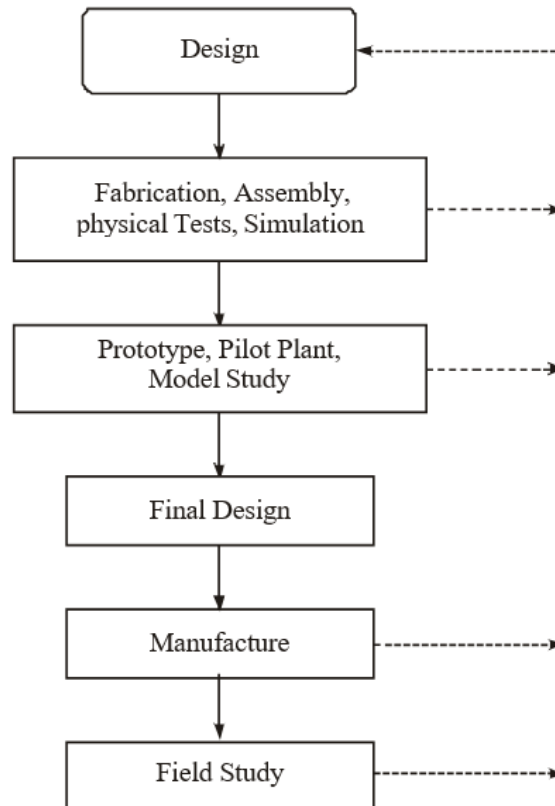 Design
Fabrication, Assembly,
physical Tests, Simulation
Prototype, Pilot Plant,
Model Study
Final Design
Manufacture
Field Study